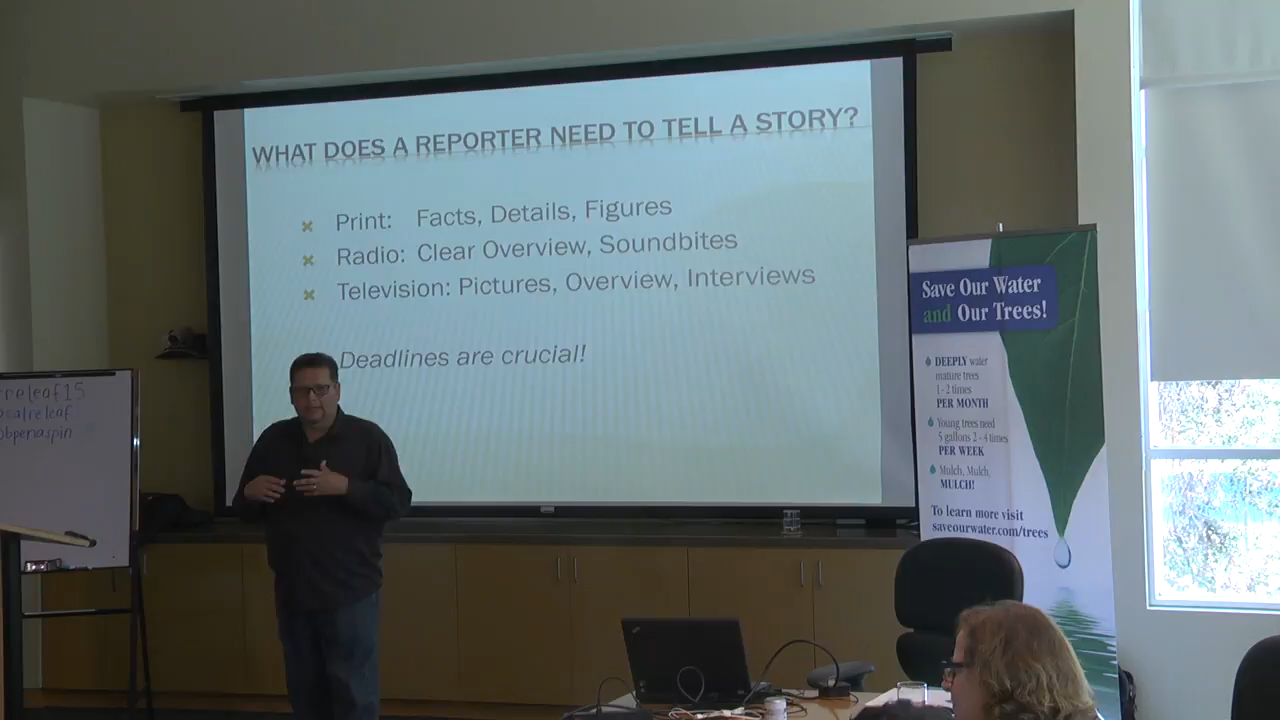 WHAT DOES A REPORTER NEED TO TELL A STORY?
Print: Facts, Details, Figures
Radio: Clear Overview, Soundbites
Television: Pictures, Overview, Interviews
Deadlines are crucial!
releaf15
calreleaf
bpenaspin
Save Our Water
and Our Trees!
DEEPLY water
mature trees
1-2 times
PER MONTH
Young trees need
5 gallons 2-4 times
PER WEEK
Mulch, Mulch,
MULCH!
To learn more visit
saveourwater.com/trees